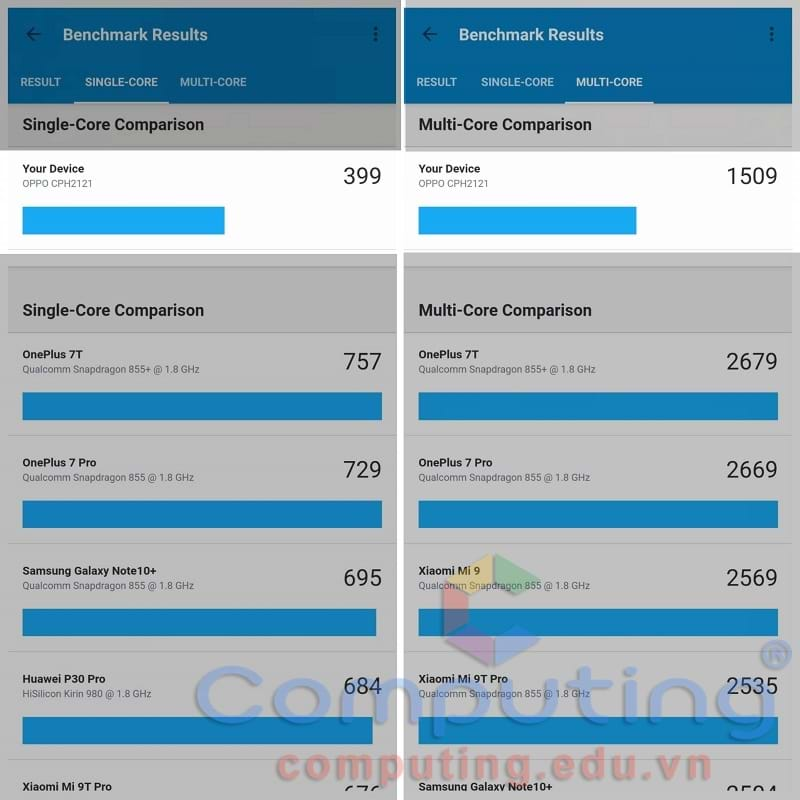 Benchmark Results
RESULT SINGLE-CORE MULTI-CORE
Single-Core Comparison
Your Device
OPPO CPH2121
399
Single-Core Comparison
OnePlus 7T
Qualcomm Snapdragon 855+ @ 1.8 GHz
757
OnePlus 7 Pro
Qualcomm Snapdragon 855 @ 1.8 GHz
729
Samsung Galaxy Note10+
Qualcomm Snapdragon 855 @ 1.8 GHz
695
Huawei P30 Pro
HiSilicon Kirin 980 @ 1.8 GHz
684
Xiaomi Mi 9T Pro
Benchmark Results
RESULT SINGLE-CORE MULTI-CORE
Multi-Core Comparison
Your Device
OPPO CPH2121
1509
Multi-Core Comparison
OnePlus 7T
Qualcomm Snapdragon 855+ @ 1.8 GHz
2679
OnePlus 7 Pro
Qualcomm Snapdragon 855 @ 1.8 GHz
2669
Xiaomi Mi 9
Qualcomm Snapdragon 855 @ 1.8 GHz
2569
Xiaomi Mi 9T Pro
Qualcomm Snapdragon 855 @ 1.8 GHz
2535
Samsung Galaxy Note10+
Computing®
computing.edu.vn